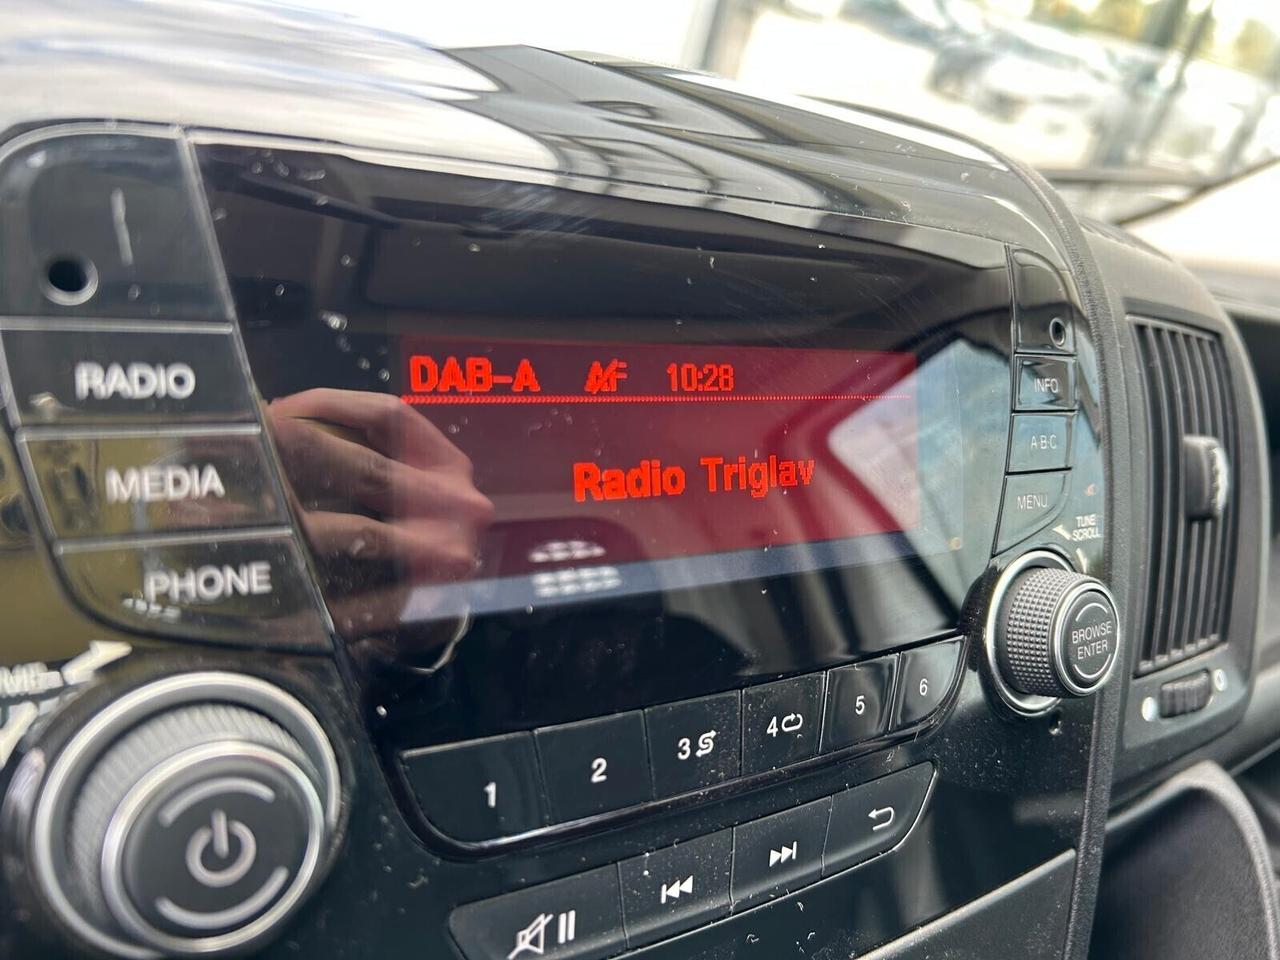 DAB-A AF 10:28
Radio Triglav
RADIO
MEDIA
PHONE
INFO
A·B·C
MENU
TUNE
SCROLL
BROWSE
ENTER
1
2
3
4
5
6